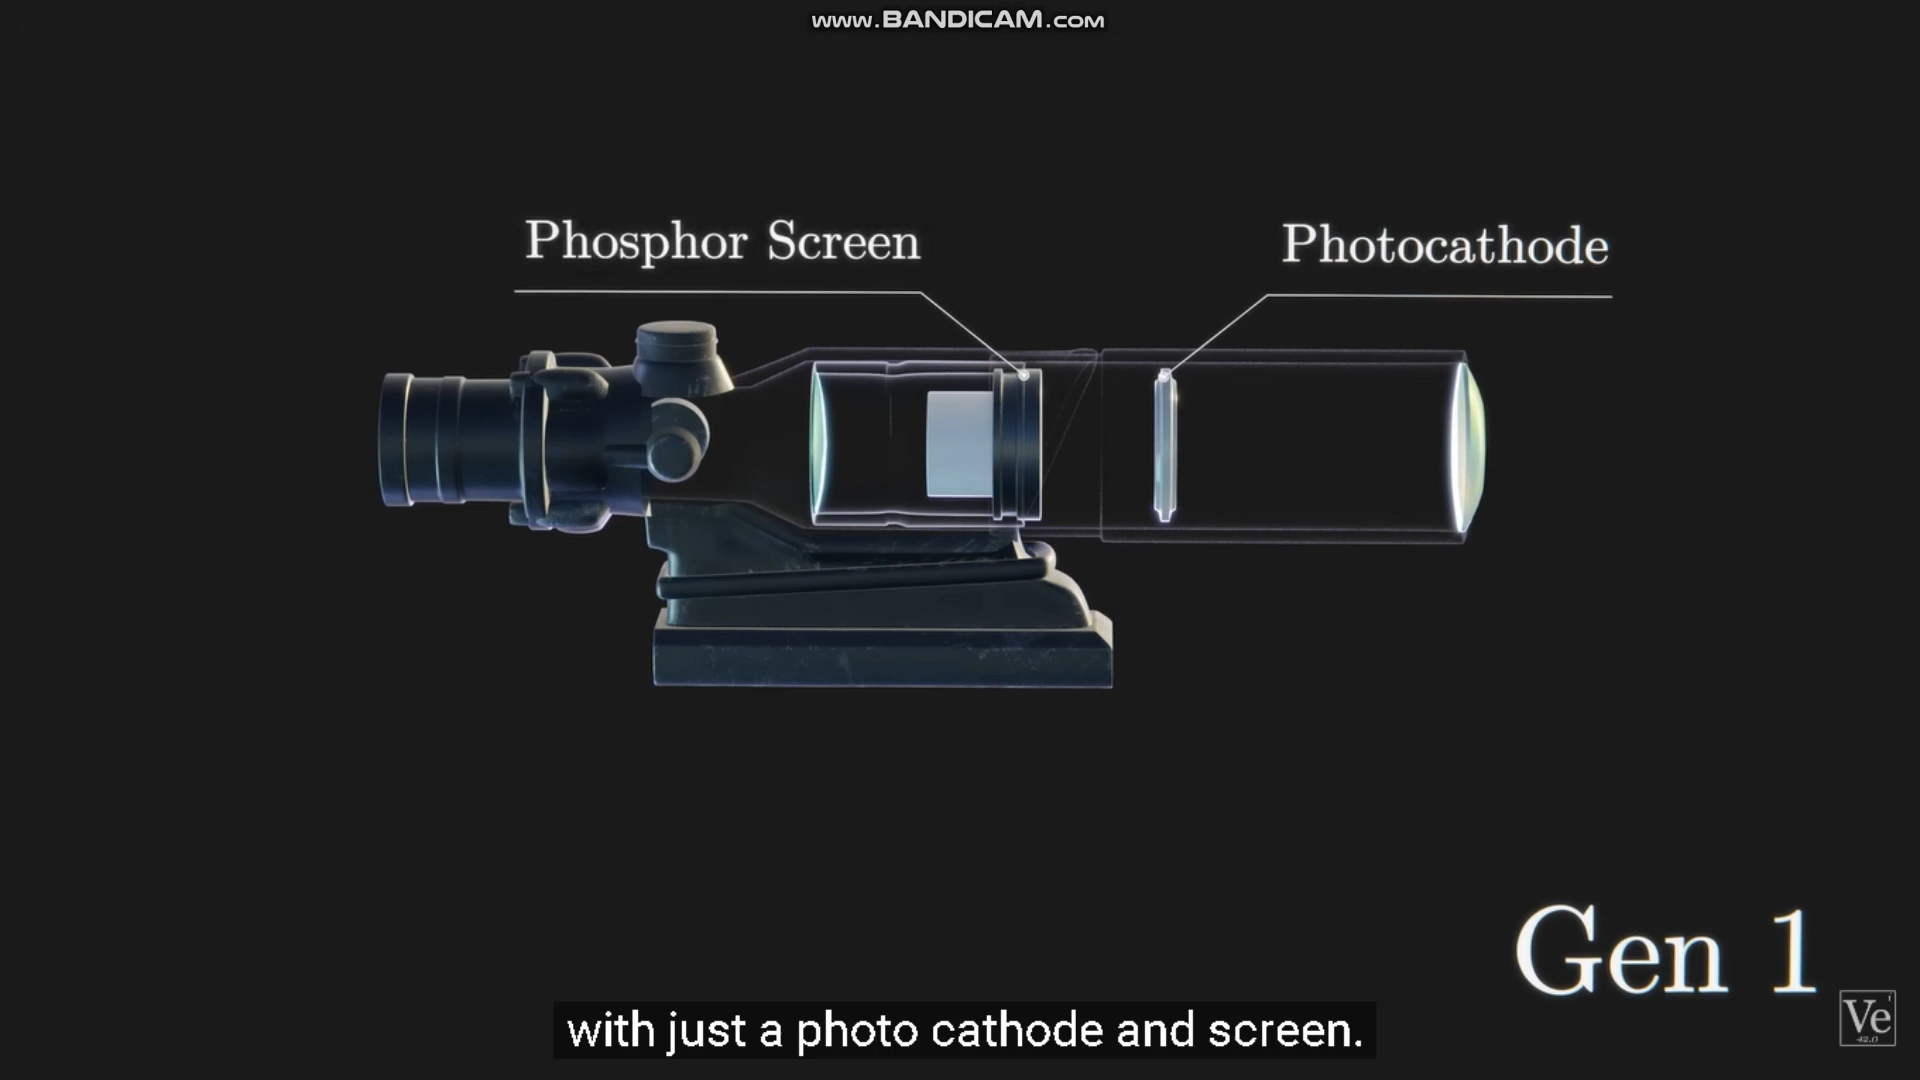 www.BANDICAM.com
Phosphor Screen
Photocathode
Gen 1
with just a photo cathode and screen.
Ve